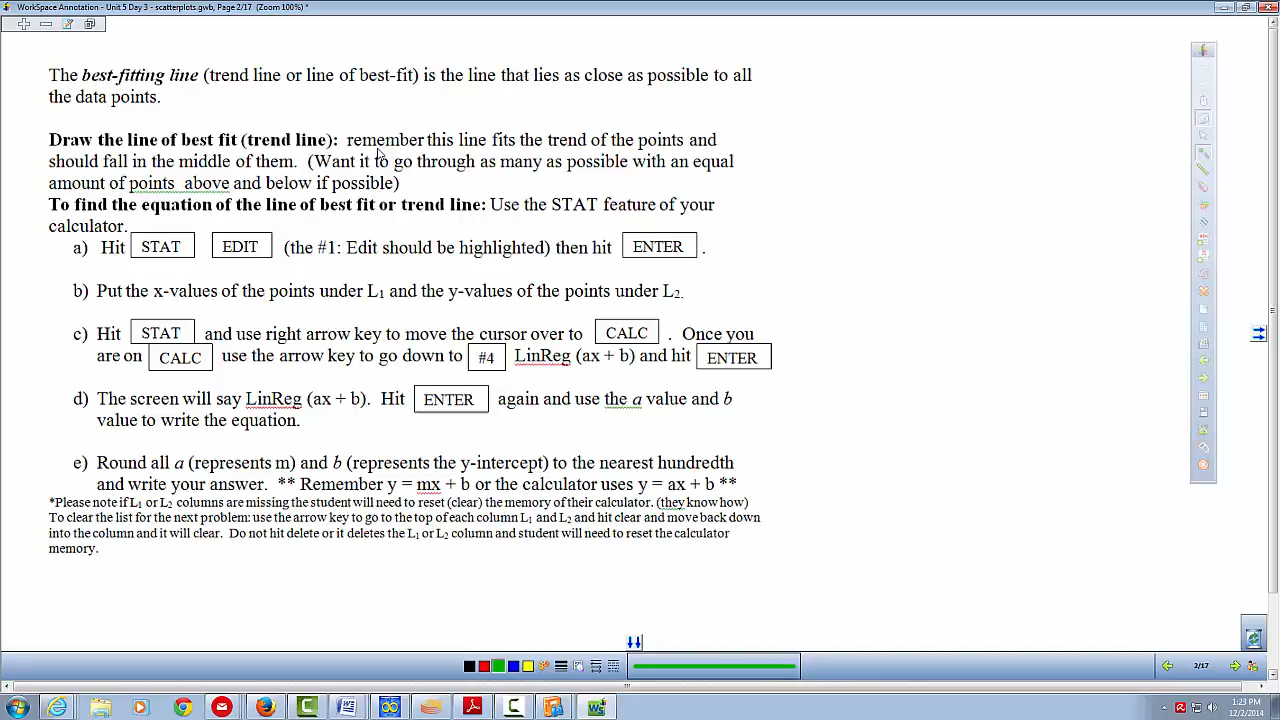 WorkSpace Annotation - Unit 5 Day 3 - scatterplots.gwb, Page 2/17 (Zoom 100%) *
The best-fitting line (trend line or line of best-fit) is the line that lies as close as possible to all
the data points.
Draw the line of best fit (trend line): remember this line fits the trend of the points and
should fall in the middle of them. (Want it to go through as many as possible with an equal
amount of points above and below if possible)
To find the equation of the line of best fit or trend line: Use the STAT feature of your
calculator.
a) Hit STAT EDIT (the #1: Edit should be highlighted) then hit ENTER .
b) Put the x-values of the points under L1 and the y-values of the points under L2.
c) Hit STAT and use right arrow key to move the cursor over to CALC . Once you
are on CALC use the arrow key to go down to #4 LinReg (ax + b) and hit ENTER
d) The screen will say LinReg (ax + b). Hit ENTER again and use the a value and b
value to write the equation.
e) Round all a (represents m) and b (represents the y-intercept) to the nearest hundredth
and write your answer. ** Remember y = mx + b or the calculator uses y = ax + b **
*Please note if L1 or L2 columns are missing the student will need to reset (clear) the memory of their calculator. (they know how)
To clear the list for the next problem: use the arrow key to go to the top of each column L1 and L2 and hit clear and move back down
into the column and it will clear. Do not hit delete or it deletes the L1 or L2 column and student will need to reset the calculator
memory.
2/17
1:23 PM
12/2/2014